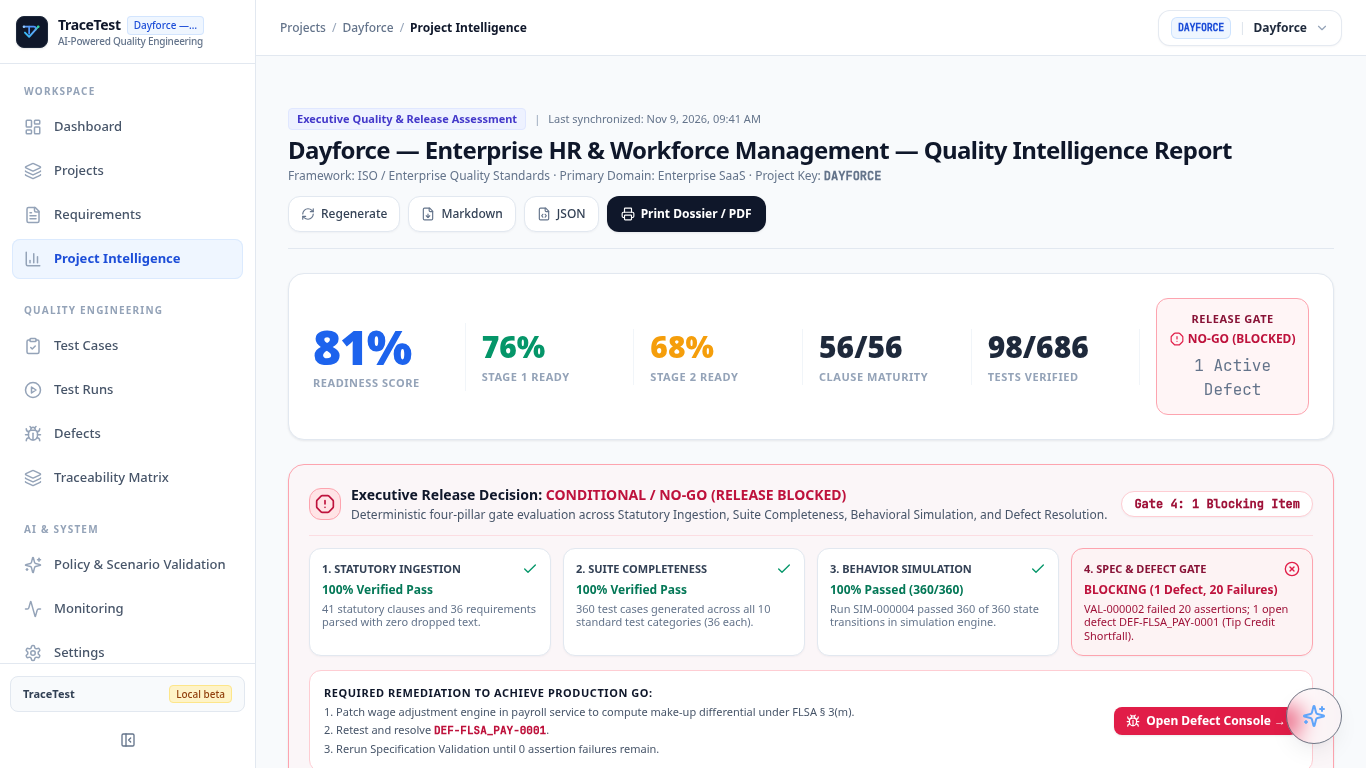 TraceTest
Dayforce —...
AI-Powered Quality Engineering
WORKSPACE
Dashboard
Projects
Requirements
Project Intelligence
QUALITY ENGINEERING
Test Cases
Test Runs
Defects
Traceability Matrix
AI & SYSTEM
Policy & Scenario Validation
Monitoring
Settings
TraceTest
Local beta
Projects / Dayforce / Project Intelligence
DAYFORCE | Dayforce
Executive Quality & Release Assessment | Last synchronized: Nov 9, 2026, 09:41 AM
Dayforce — Enterprise HR & Workforce Management — Quality Intelligence Report
Framework: ISO / Enterprise Quality Standards · Primary Domain: Enterprise SaaS · Project Key: DAYFORCE
Regenerate
Markdown
JSON
Print Dossier / PDF
81%
READINESS SCORE
76%
STAGE 1 READY
68%
STAGE 2 READY
56/56
CLAUSE MATURITY
98/686
TESTS VERIFIED
RELEASE GATE
NO-GO (BLOCKED)
1 Active
Defect
Executive Release Decision: CONDITIONAL / NO-GO (RELEASE BLOCKED)
Deterministic four-pillar gate evaluation across Statutory Ingestion, Suite Completeness, Behavioral Simulation, and Defect Resolution.
Gate 4: 1 Blocking Item
1. STATUTORY INGESTION
100% Verified Pass
41 statutory clauses and 36 requirements
parsed with zero dropped text.
2. SUITE COMPLETENESS
100% Verified Pass
360 test cases generated across all 10
standard test categories (36 each).
3. BEHAVIOR SIMULATION
100% Passed (360/360)
Run SIM-000004 passed 360 of 360 state
transitions in simulation engine.
4. SPEC & DEFECT GATE
BLOCKING (1 Defect, 20 Failures)
VAL-000002 failed 20 assertions; 1 open
defect DEF-FLSA_PAY-0001 (Tip Credit
Shortfall).
REQUIRED REMEDIATION TO ACHIEVE PRODUCTION GO:
1. Patch wage adjustment engine in payroll service to compute make-up differential under FLSA § 3(m).
2. Retest and resolve DEF-FLSA_PAY-0001.
3. Rerun Specification Validation until 0 assertion failures remain.
Open Defect Console →